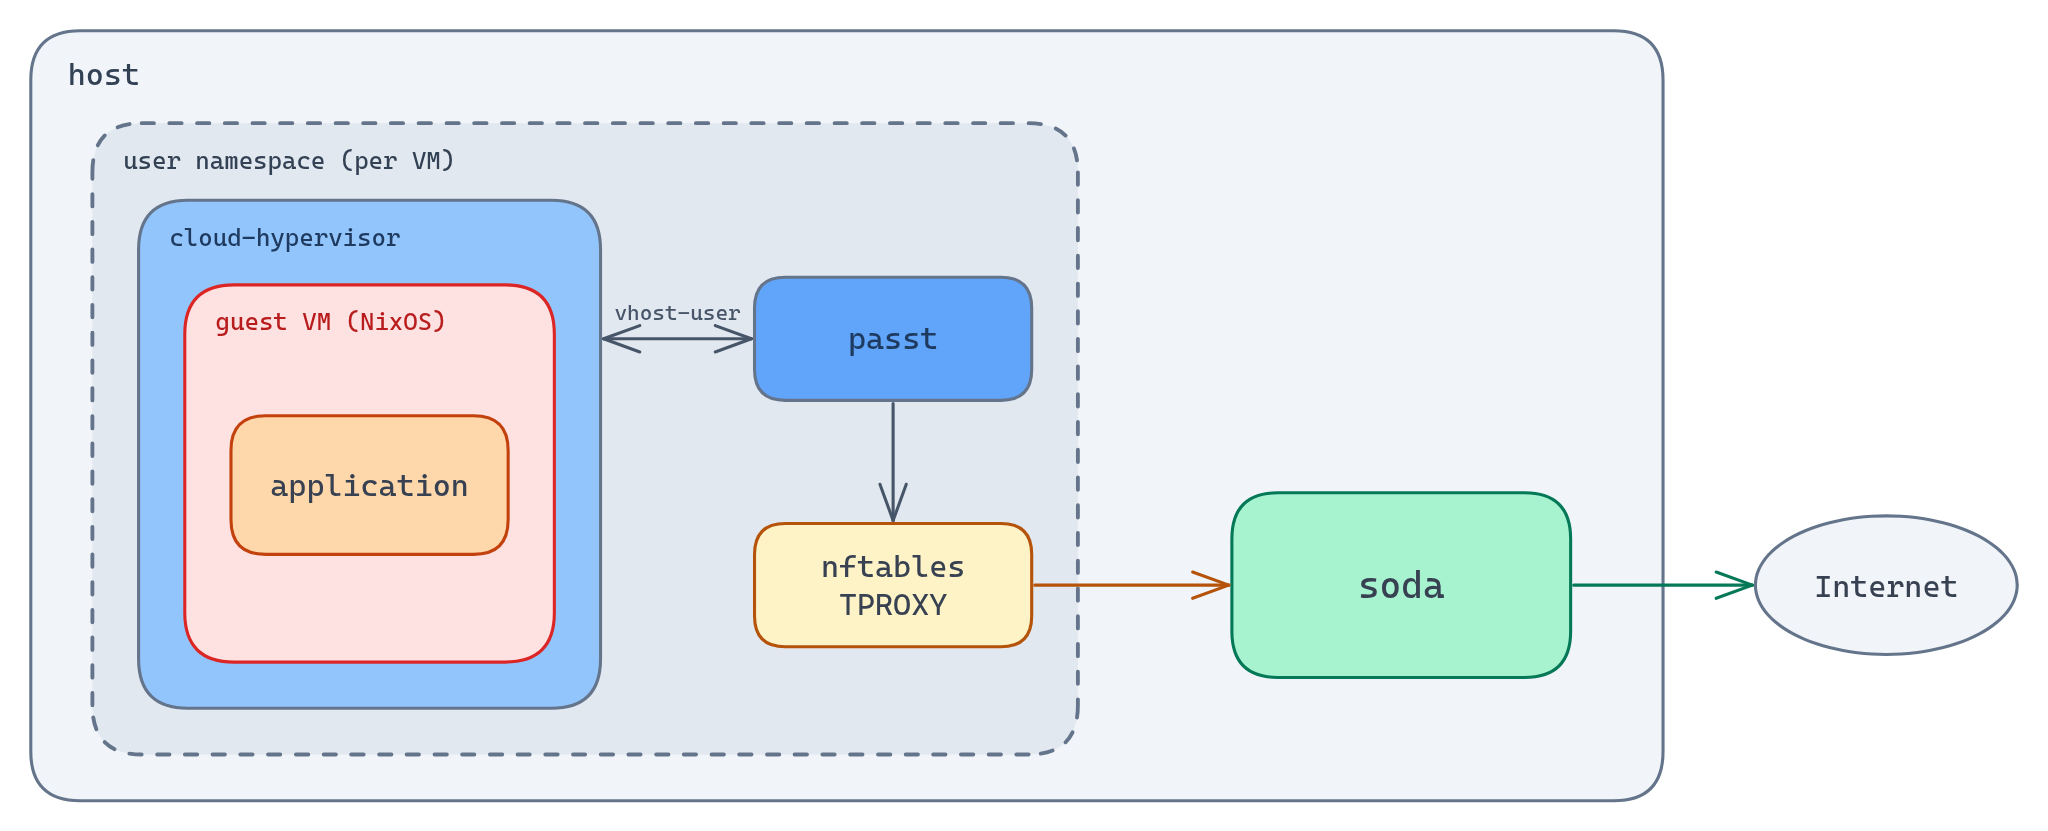 host
user namespace (per VM)
cloud-hypervisor
guest VM (NixOS)
vhost-user
passt
application
nftables
TPROXY
soda
Internet